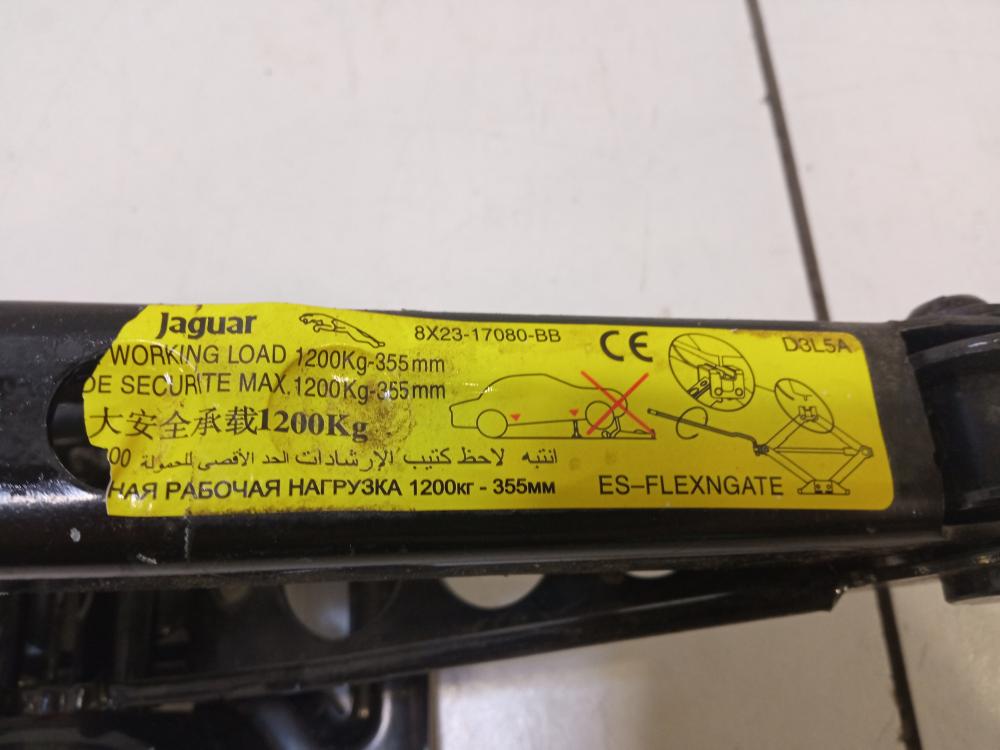 Jaguar
8X23-17080-BB
CE
D3L5A
WORKING LOAD 1200Kg-355mm
DE SECURITE MAX.1200Kg-355mm
大安全承载1200Kg
انتبه لاحظ كتيب الإرشادات الحد الأقصى للحمولة 00
НАЯ РАБОЧАЯ НАГРУЗКА 1200кг - 355мм
ES-FLEXNGATE